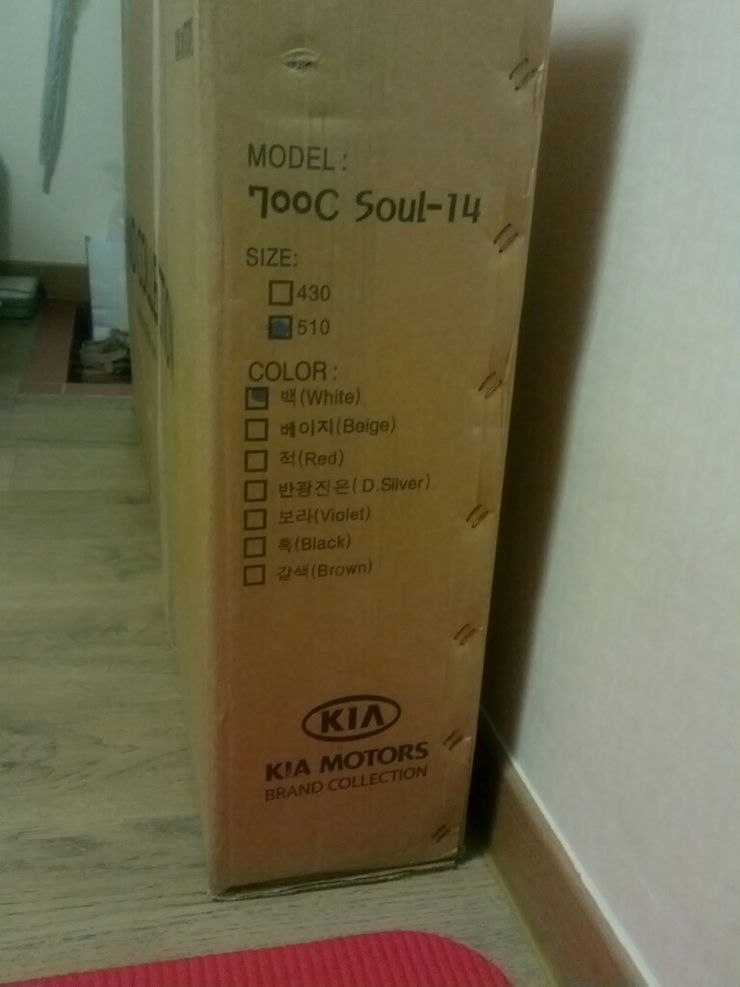 MODEL :
700C Soul-14
SIZE:
430
510
COLOR :
백(White)
베이지(Beige)
적(Red)
반광진은( D.Silver)
보라(Violet)
흑(Black)
갈색(Brown)
KIA
KIA MOTORS
BRAND COLLECTION